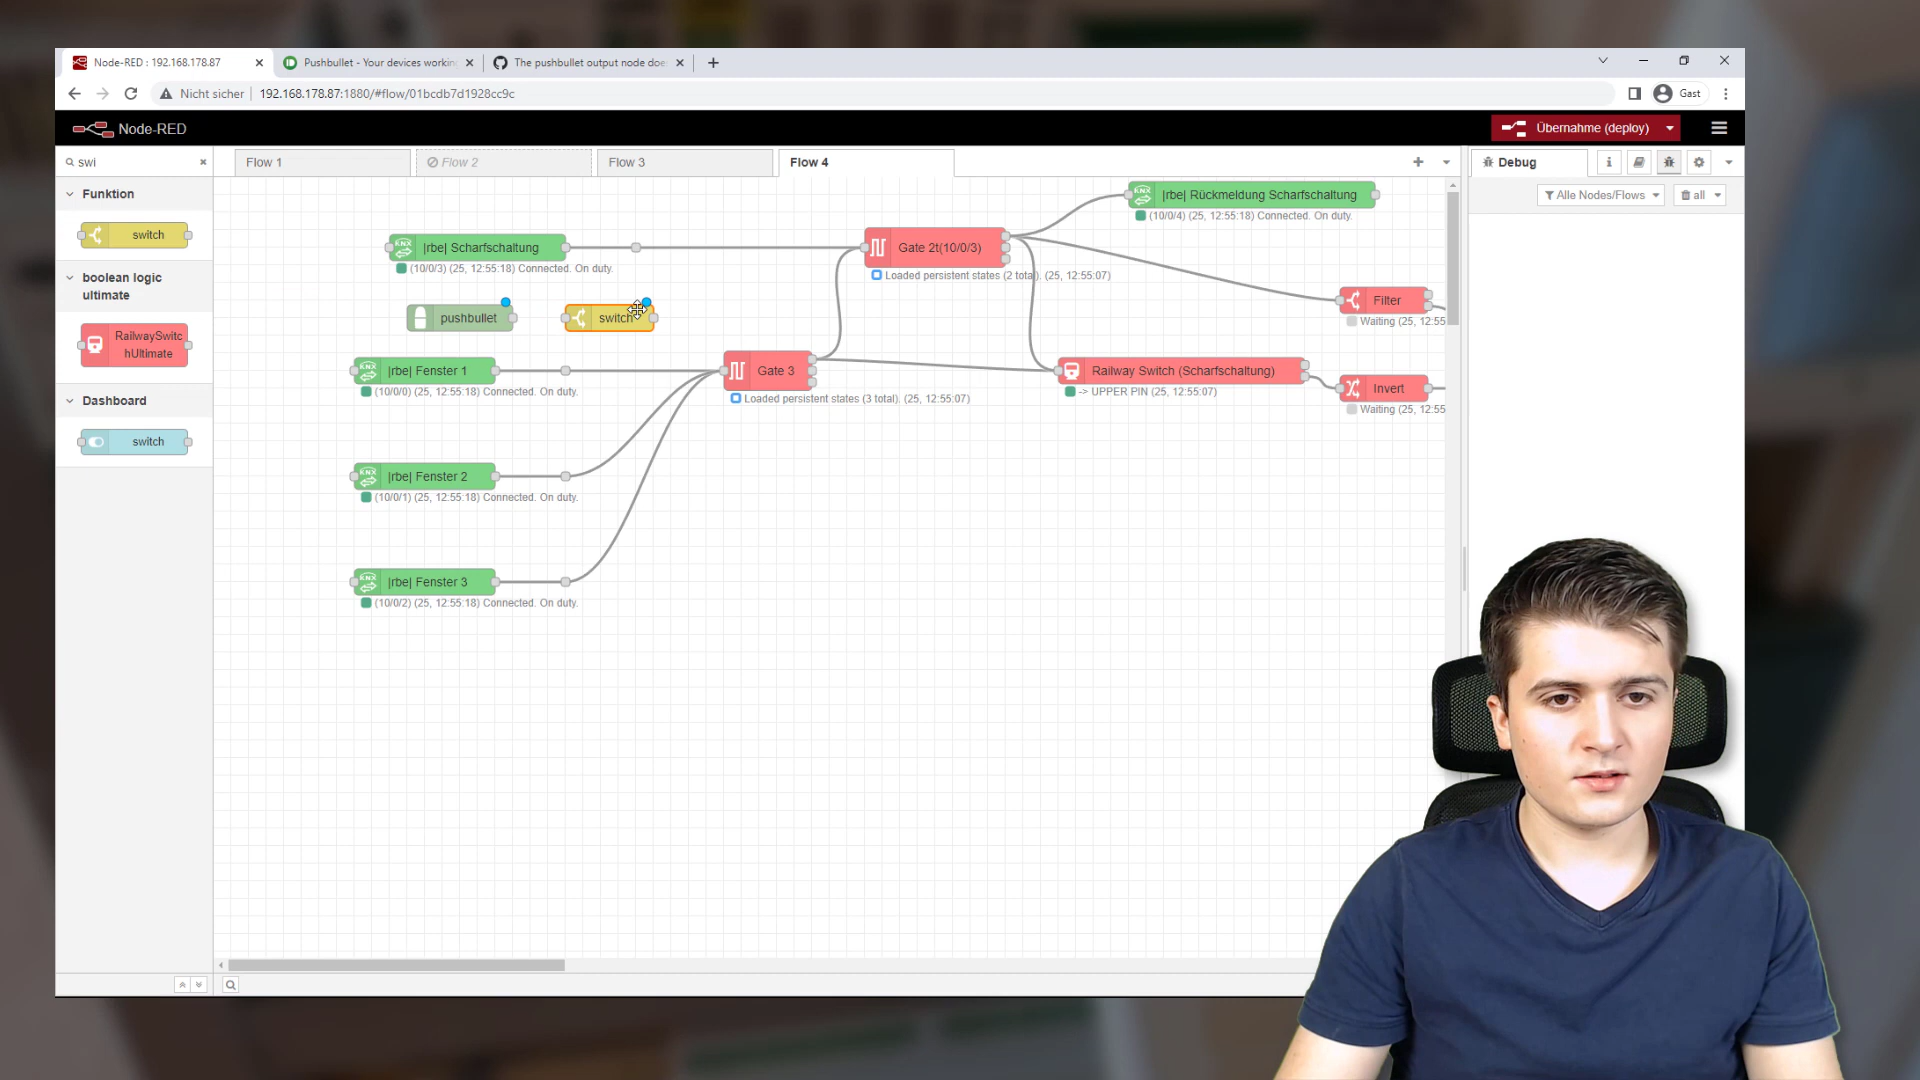 Node-RED : 192.168.178.87
Pushbullet - Your devices workin
The pushbullet output node doe
Nicht sicher
192.168.178.87:1880/#flow/01bcdb7d1928cc9c
Gast
Node-RED
Übernahme (deploy)
swi
Flow 1
Flow 2
Flow 3
Flow 4
Debug
Alle Nodes/Flows
all
Funktion
switch
boolean logic
ultimate
RailwaySwitc
hUltimate
Dashboard
switch
|rbe| Rückmeldung Scharfschaltung
(10/0/4) (25, 12:55:18) Connected. On duty.
|rbe| Scharfschaltung
(10/0/3) (25, 12:55:18) Connected. On duty.
Gate 2t(10/0/3)
Loaded persistent states (2 total). (25, 12:55:07)
Filter
Waiting (25, 12:55
pushbullet
switch
|rbe| Fenster 1
(10/0/0) (25, 12:55:18) Connected. On duty.
Gate 3
Loaded persistent states (3 total). (25, 12:55:07)
Railway Switch (Scharfschaltung)
-> UPPER PIN (25, 12:55:07)
Invert
Waiting (25, 12:55
|rbe| Fenster 2
(10/0/1) (25, 12:55:18) Connected. On duty.
|rbe| Fenster 3
(10/0/2) (25, 12:55:18) Connected. On duty.